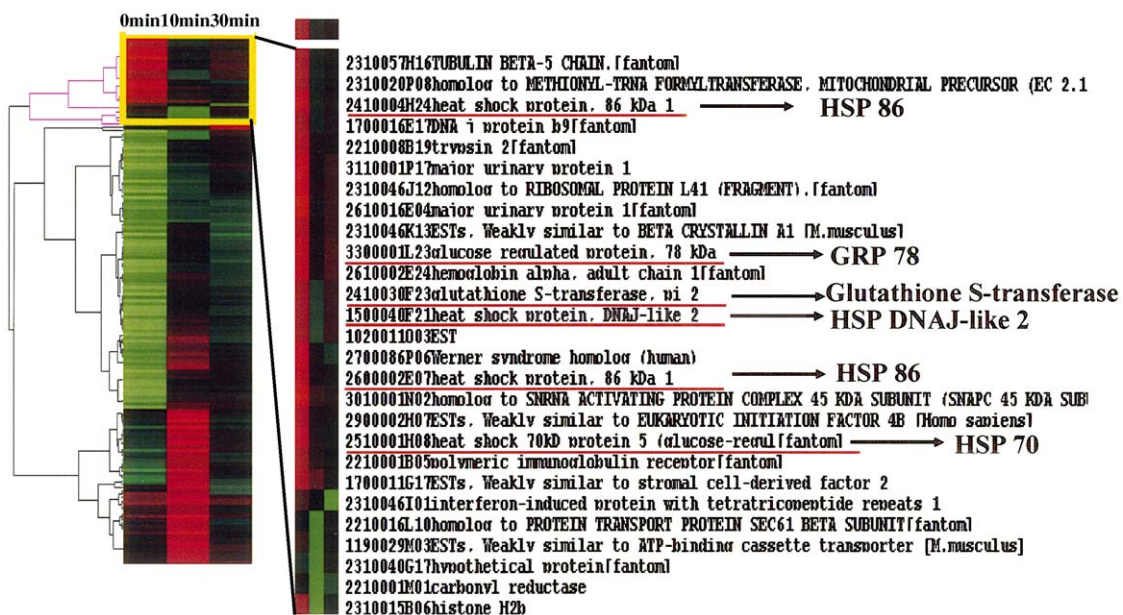 0min10min30min
2310057H16TUBULIN BETA-5 CHAIN.[fantom]
2310020P08homolog to METHIONYL-TRNA FORMYLTRANSFERASE, MITOCHONDRIAL PRECURSOR (EC 2.1
2410004H24heat shock protein, 86 kDa 1
HSP 86
1700016E17DNA j protein b9[fantom]
2210008B19trypsin 2[fantom]
3110001P17major urinary protein 1
2310046J12homolog to RIBOSOMAL PROTEIN L41 (FRAGMENT).[fantom]
2610016E04major urinary protein 1[fantom]
2310046K13ESTs, Weakly similar to BETA CRYSTALLIN A1 [M.musculus]
3300001L23glucose regulated protein, 78 kDa
GRP 78
2610002E24hemoglobin alpha, adult chain 1[fantom]
2410030F23glutathione S-transferase, pi 2
Glutathione S-transferase
1500040F21heat shock protein, DNAJ-like 2
HSP DNAJ-like 2
1020011O03EST
2700086P06Werner syndrome homolog (human)
2600002E07heat shock protein, 86 kDa 1
HSP 86
3010001N02homolog to SNRNA ACTIVATING PROTEIN COMPLEX 45 KDA SUBUNIT (SNAPC 45 KDA SUB
2900002H07ESTs, Weakly similar to EUKARYOTIC INITIATION FACTOR 4B [Homo sapiens]
2510001H08heat shock 70kD protein 5 (glucose-regul[fantom]
HSP 70
2210001B05polymeric immunoglobulin receptor[fantom]
1700011G17ESTs, Weakly similar to stromal cell-derived factor 2
2310046I01interferon-induced protein with tetratricopeptide repeats 1
2210016L10homolog to PROTEIN TRANSPORT PROTEIN SEC61 BETA SUBUNIT[fantom]
1190029M03ESTs, Weakly similar to ATP-binding cassette transporter [M.musculus]
2310040G17hypothetical protein[fantom]
2210001M01carbonyl reductase
2310015B06histone H2b